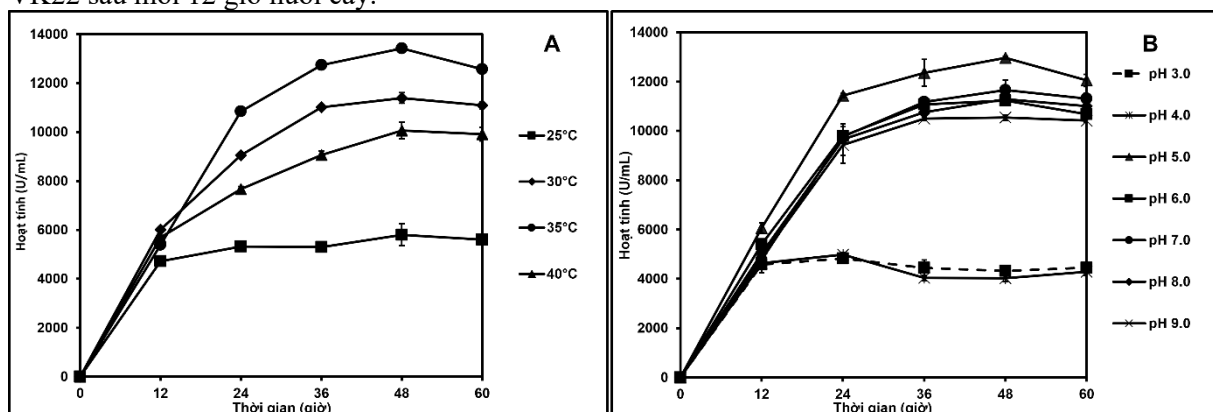 VK22 sau mỗi 12 giờ nuôi cấy.
A
Hoạt tính (U/mL)
14000
12000
10000
8000
6000
4000
2000
0
0 12 24 36 48 60
Thời gian (giờ)
25°C
30°C
35°C
40°C
B
Hoạt tính (U/mL)
14000
12000
10000
8000
6000
4000
2000
0
0 12 24 36 48 60
Thời gian (giờ)
pH 3.0
pH 4.0
pH 5.0
pH 6.0
pH 7.0
pH 8.0
pH 9.0